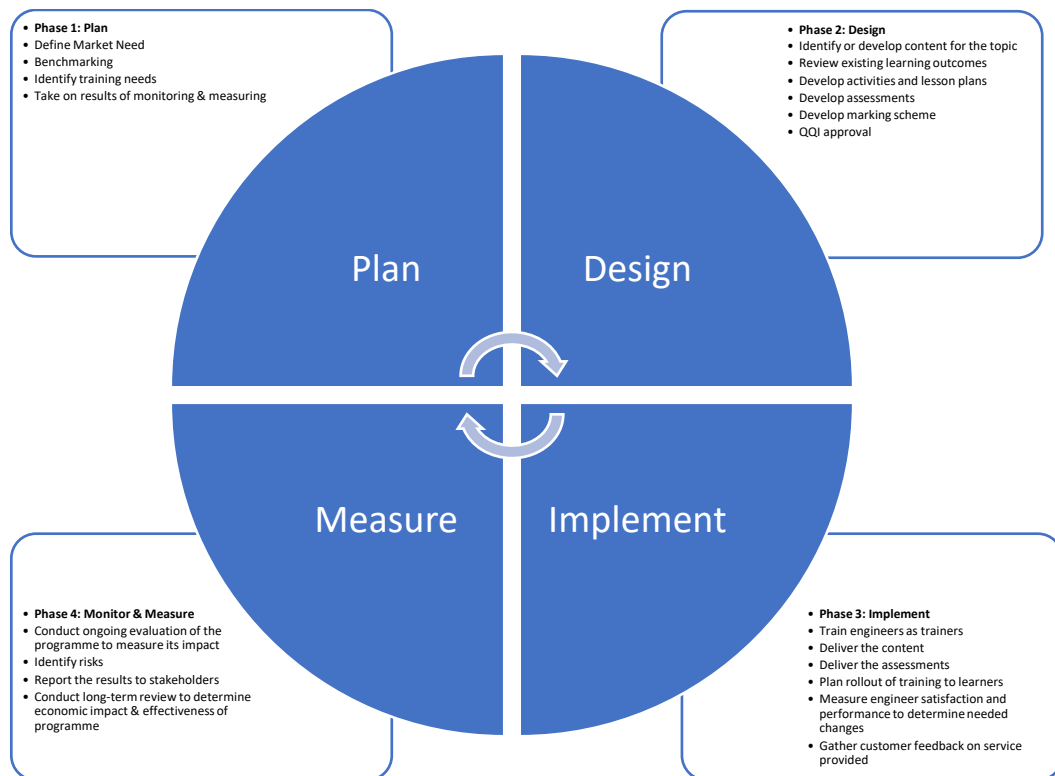 • Phase 1: Plan
• Define Market Need
• Benchmarking
• Identify training needs
• Take on results of monitoring & measuring
• Phase 2: Design
• Identify or develop content for the topic
• Review existing learning outcomes
• Develop activities and lesson plans
• Develop assessments
• Develop marking scheme
• QQI approval
Plan
Design
Measure
Implement
• Phase 4: Monitor & Measure
• Conduct ongoing evaluation of the
programme to measure its impact
• Identify risks
• Report the results to stakeholders
• Conduct long-term review to determine
economic impact & effectiveness of
programme
• Phase 3: Implement
• Train engineers as trainers
• Deliver the content
• Deliver the assessments
• Plan rollout of training to learners
• Measure engineer satisfaction and
performance to determine needed
changes
• Gather customer feedback on service
provided